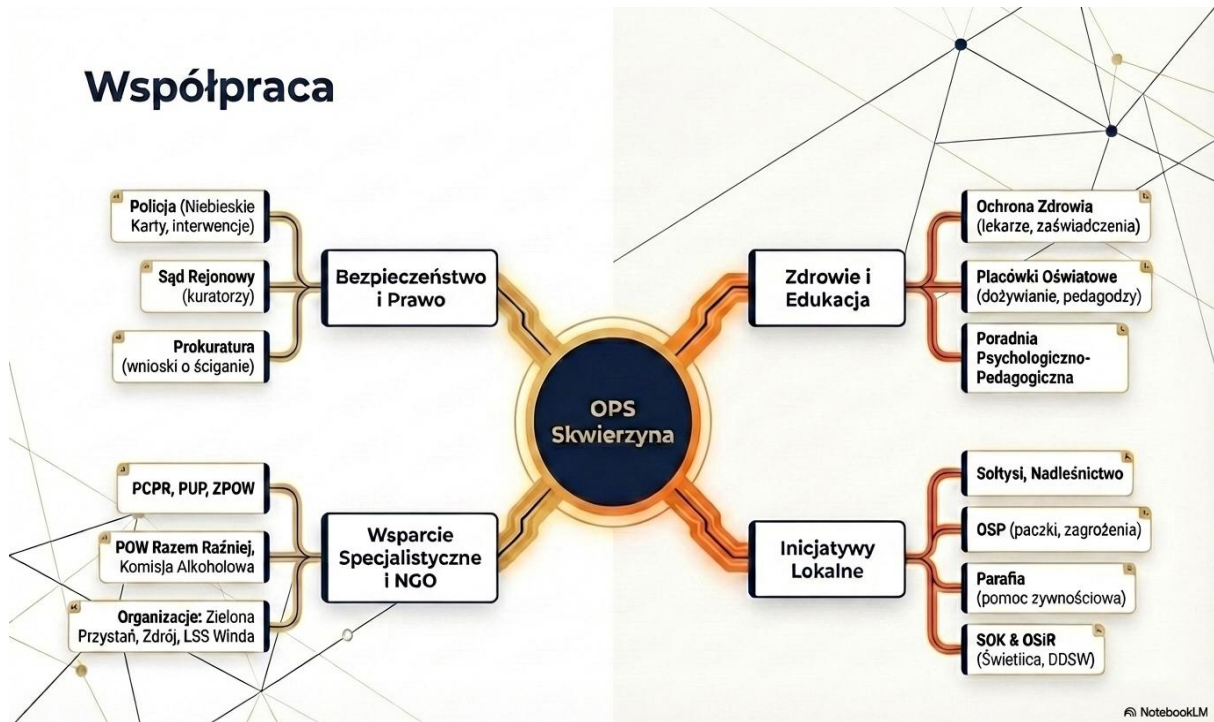 Współpraca
Policja (Niebieskie
Karty, interwencje)
Sąd Rejonowy
(kuratorzy)
Prokuratura
(wnioski o ściganie)
Bezpieczeństwo
i Prawo
PCPR, PUP, ZPOW
POW Razem Raźniej,
Komisja Alkoholowa
Organizacje: Zielona
Przystań, Zdrój, LSS Winda
Wsparcie
Specjalistyczne
i NGO
OPS
Skwierzyna
Zdrowie i
Edukacja
Ochrona Zdrowia
(lekarze, zaświadczenia)
Placówki Oświatowe
(dożywianie, pedagodzy)
Poradnia
Psychologiczno-
Pedagogiczna
Inicjatywy
Lokalne
Sołtysi, Nadleśnictwo
OSP (paczki, zagrożenia)
Parafia
(pomoc zywnościowa)
SOK & OSiR
(Świetiica, DDSW)
NotebookLM